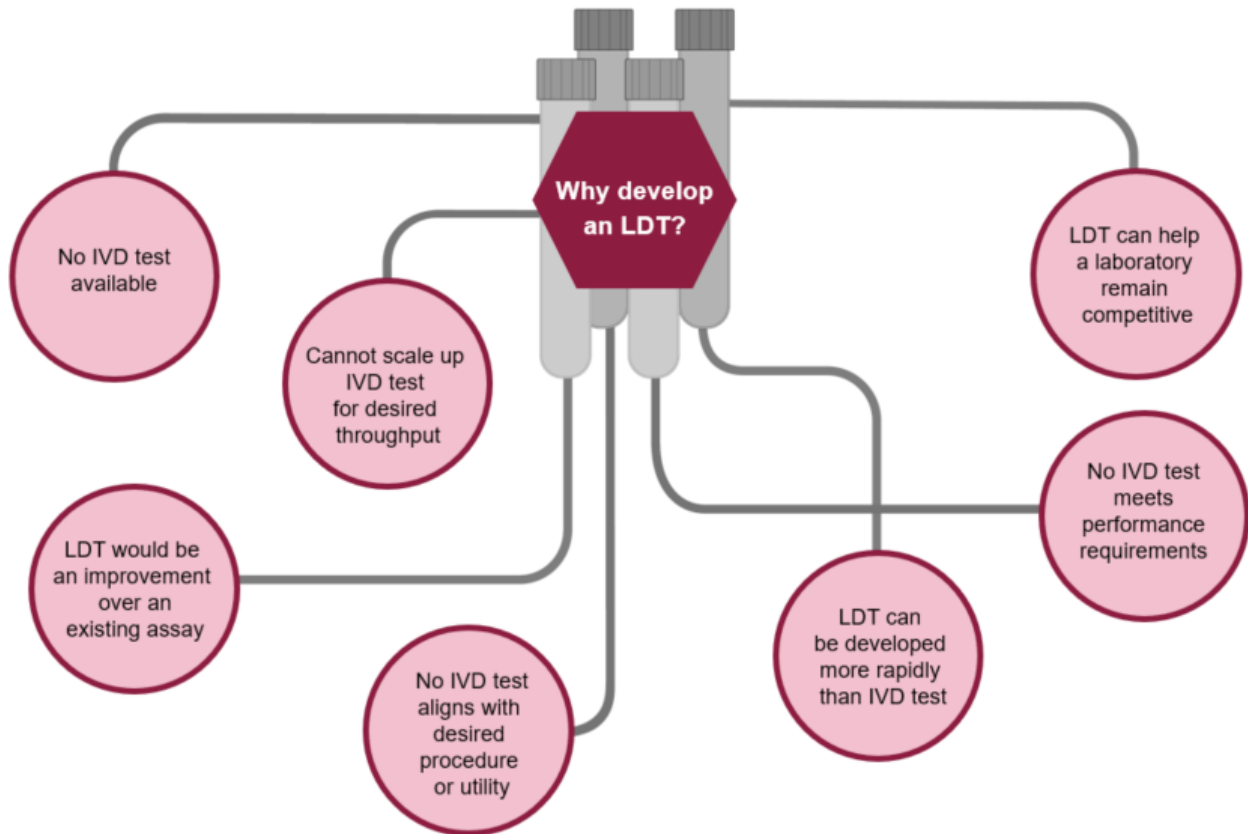 Why develop
an LDT?
No IVD test
available
Cannot scale up
IVD test
for desired
throughput
LDT would be
an improvement
over an
existing assay
No IVD test
aligns with
desired
procedure
or utility
LDT can
be developed
more rapidly
than IVD test
No IVD test
meets
performance
requirements
LDT can help
a laboratory
remain
competitive